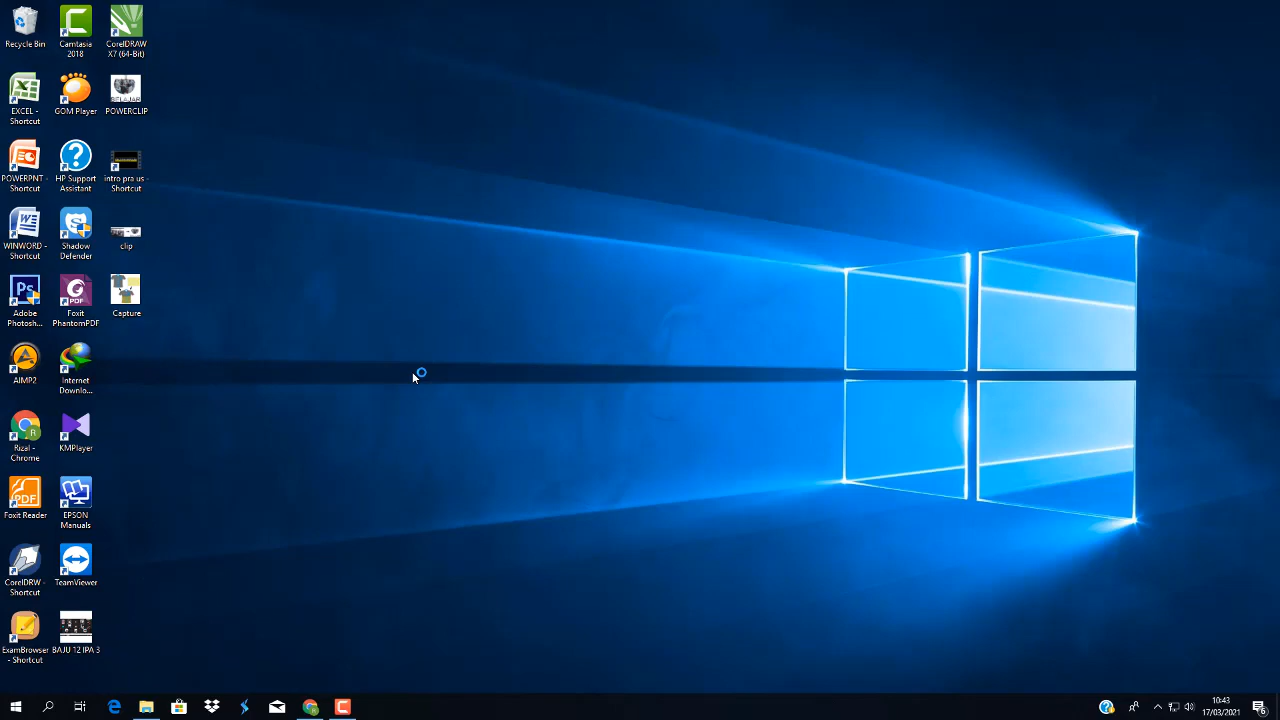 Recycle Bin
Camtasia
2018
CorelDRAW
X7 (64-Bit)
EXCEL -
Shortcut
GOM Player
BELAJAR
POWERCLIP
POWERPNT -
Shortcut
HP Support
Assistant
intro pra us -
Shortcut
WINWORD -
Shortcut
Shadow
Defender
clip
Adobe
Photosh...
Foxit
PhantomPDF
Capture
AIMP2
Internet
Downlo...
Rizal -
Chrome
KMPlayer
Foxit Reader
EPSON
Manuals
CorelDRW -
Shortcut
TeamViewer
ExamBrowser
- Shortcut
BAJU 12 IPA 3
10:43
17/03/2021